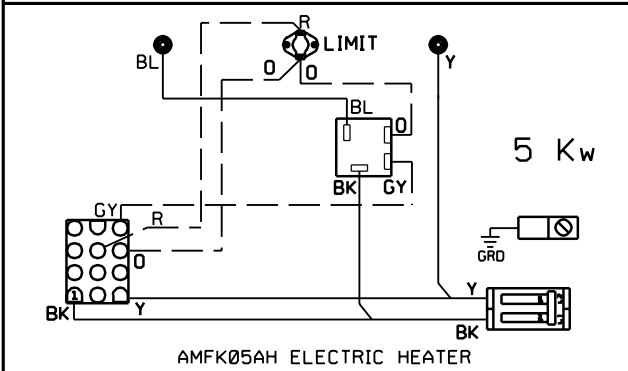 R
LIMIT
BL
O
O
Y
BL
O
5 Kw
BK
GY
GY
R
GRD
O
1
Y
Y
BK
BK
AMFK05AH ELECTRIC HEATER